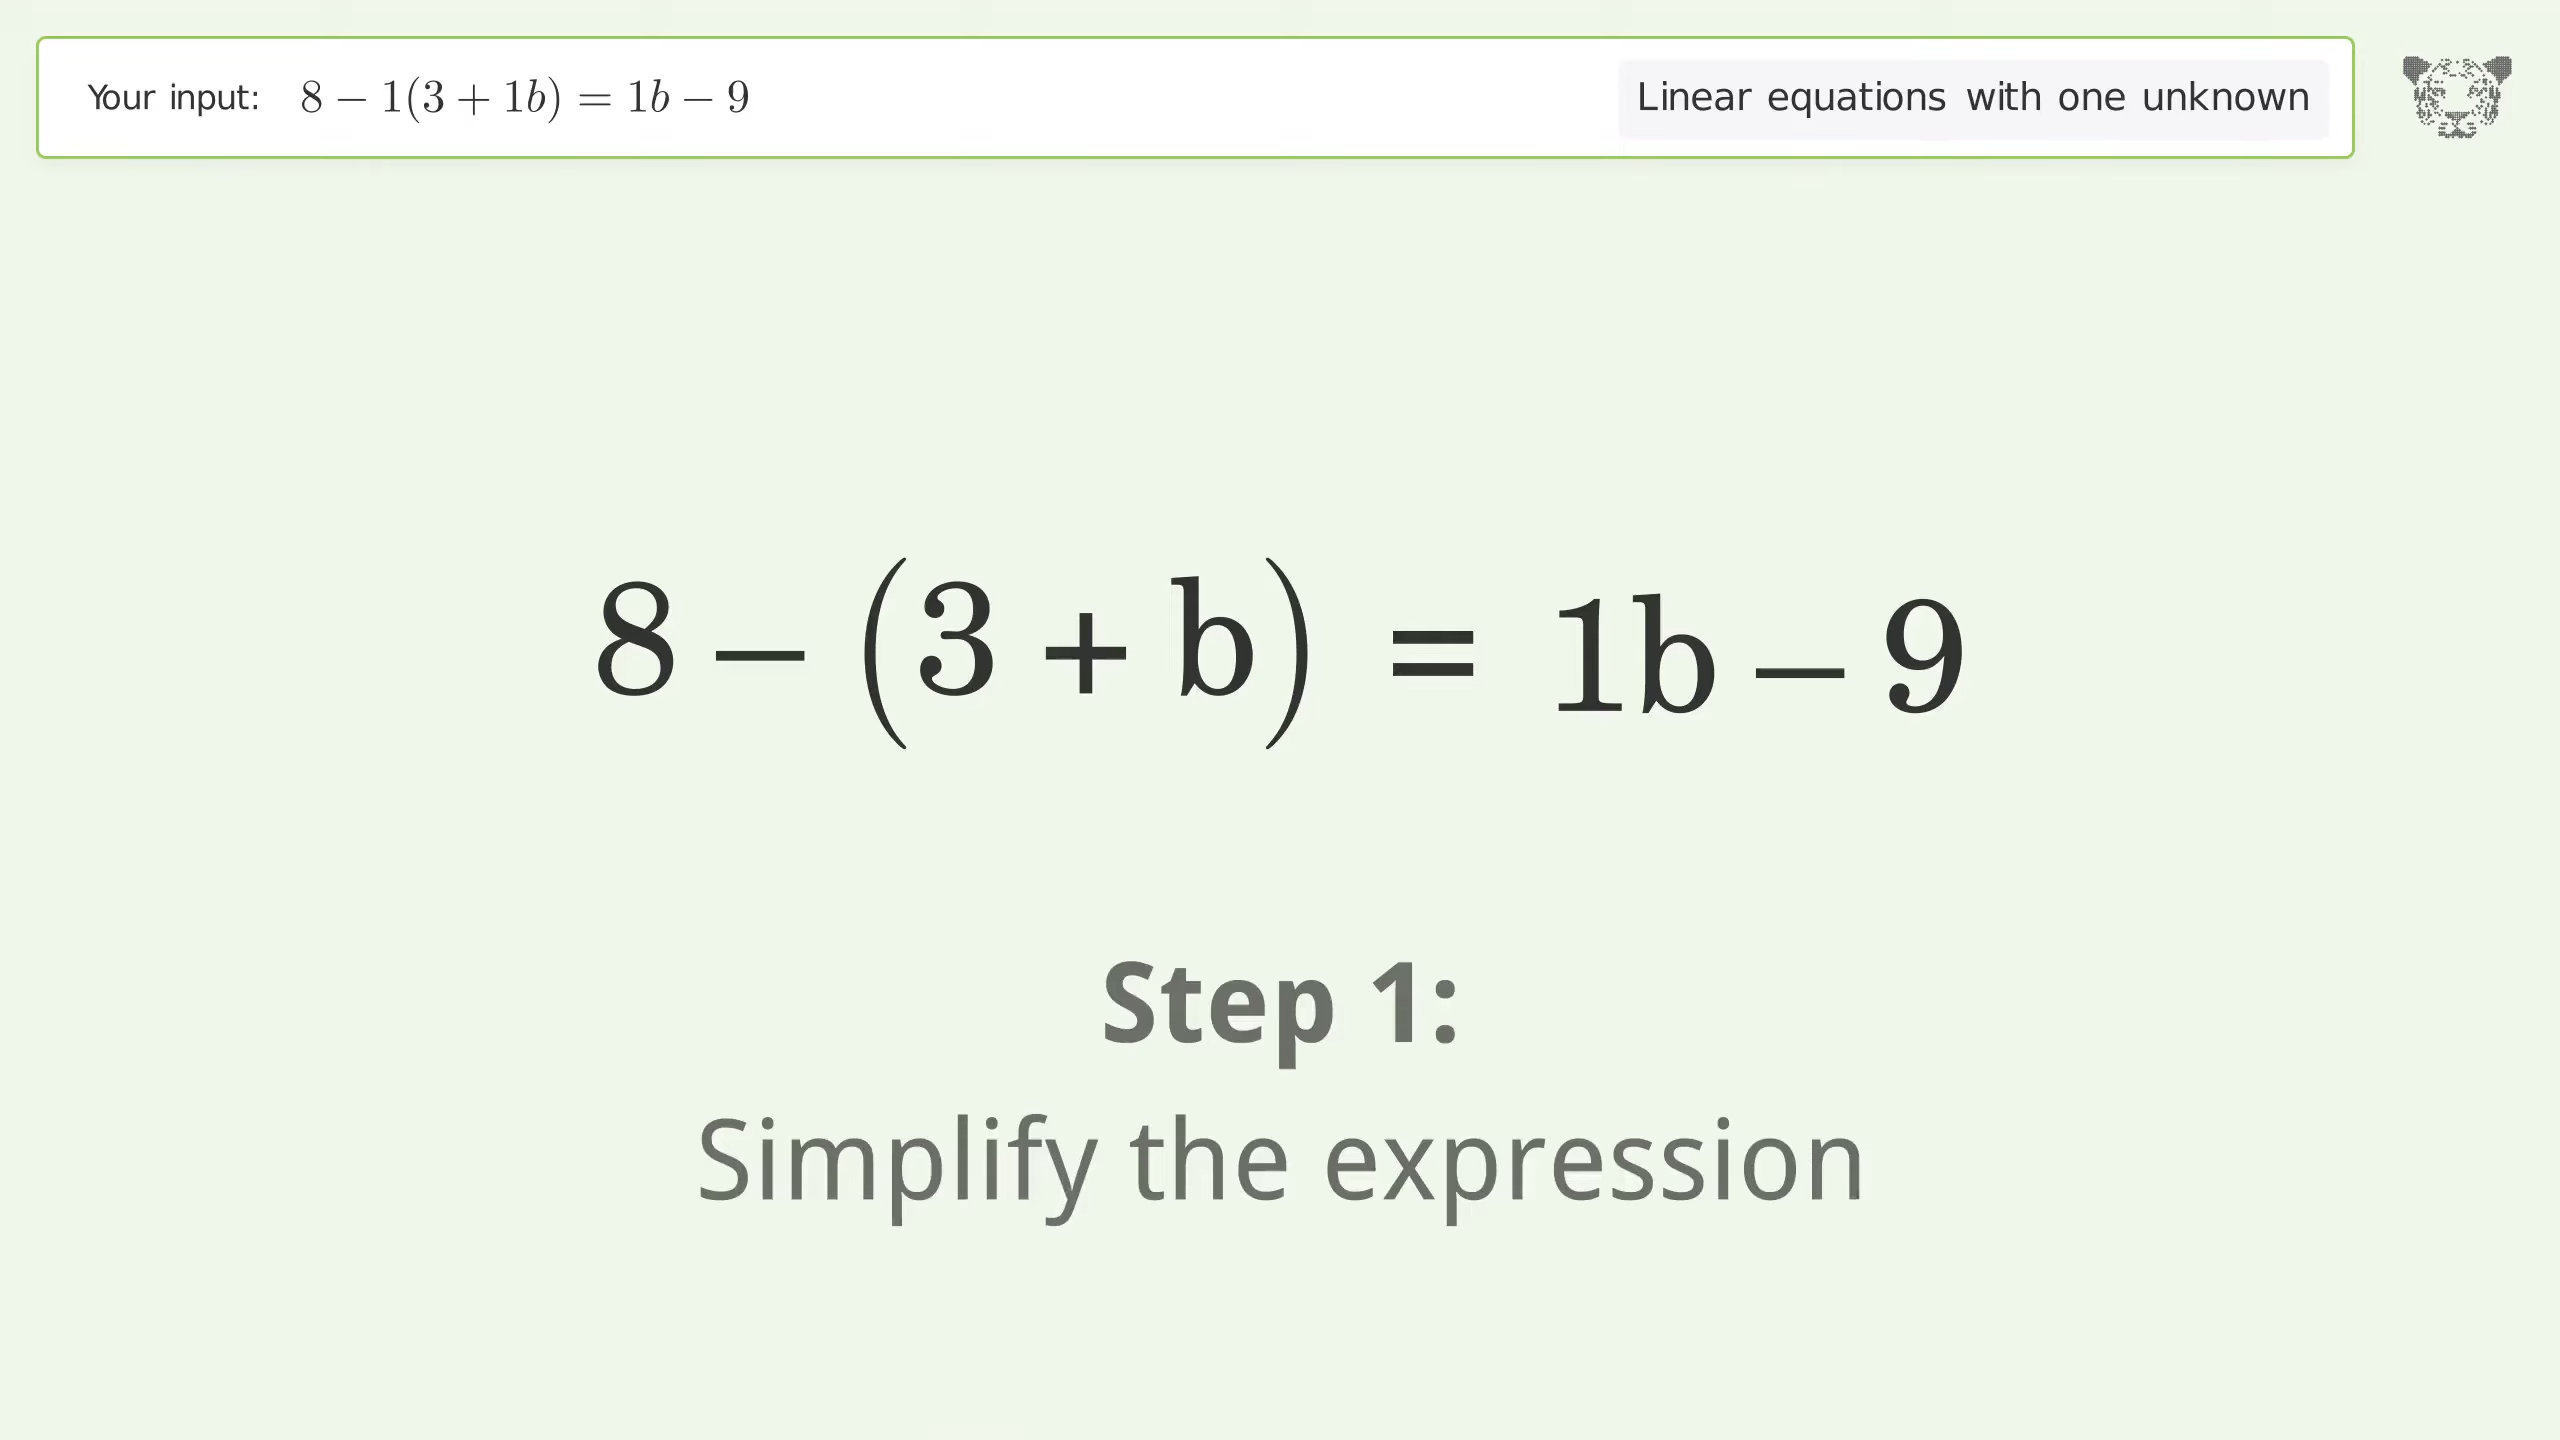 Your input: 8 − 1(3 + 1b) = 1b − 9
Linear equations with one unknown
8 − (3 + b) = 1b − 9
Step 1:
Simplify the expression